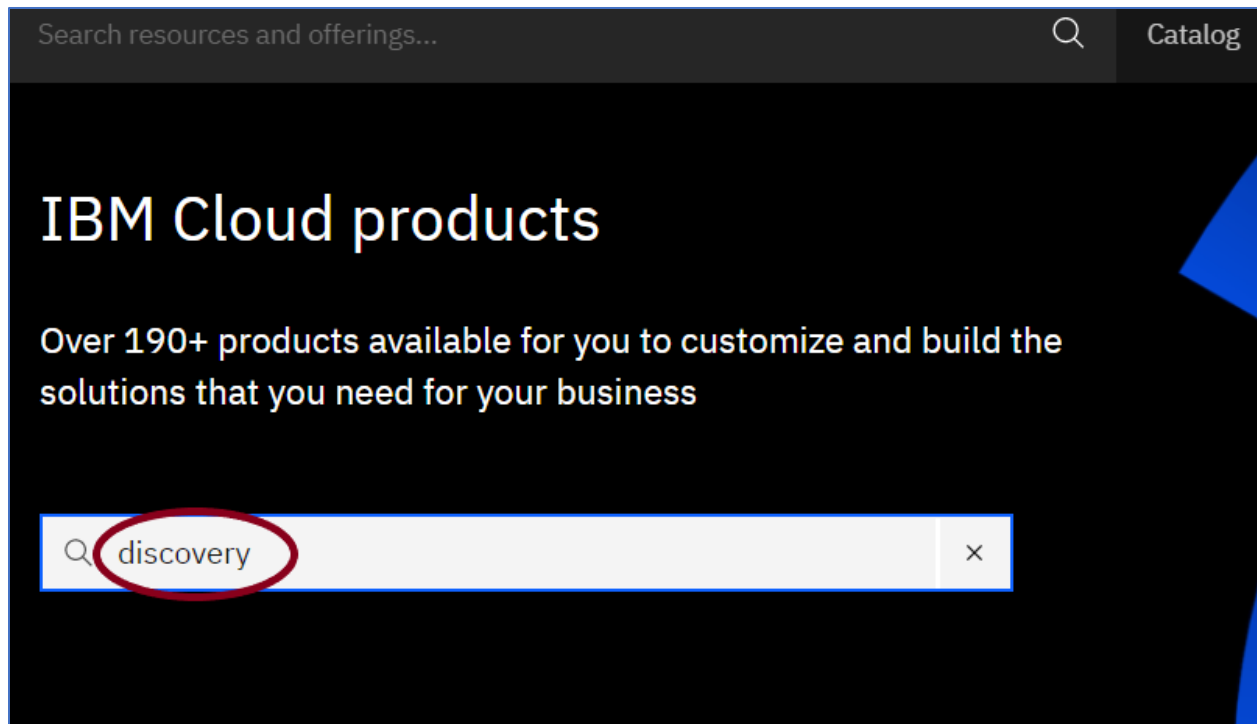 Search resources and offerings...
Catalog
IBM Cloud products
Over 190+ products available for you to customize and build the
solutions that you need for your business
discovery